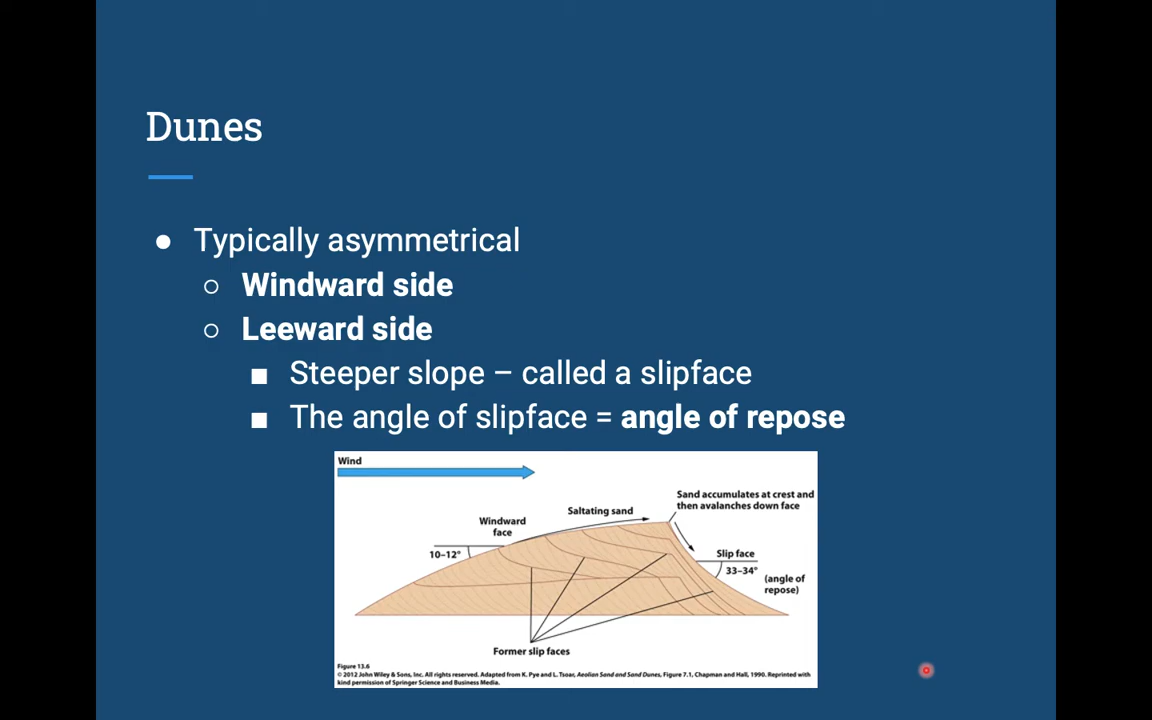 Dunes
● Typically asymmetrical
○ Windward side
○ Leeward side
■ Steeper slope – called a slipface
■ The angle of slipface = angle of repose
Wind
Sand accumulates at crest and
then avalanches down face
Saltating sand
Windward
face
10–12°
Slip face
33–34°
(angle of
repose)
Former slip faces
Figure 13.6
© 2012 John Wiley & Sons, Inc. All rights reserved. Adapted from K. Pye and L. Tsoar, Aeolian Sand and Sand Dunes, Figure 7.1, Chapman and Hall, 1990. Reprinted with
kind permission of Springer Science and Business Media.